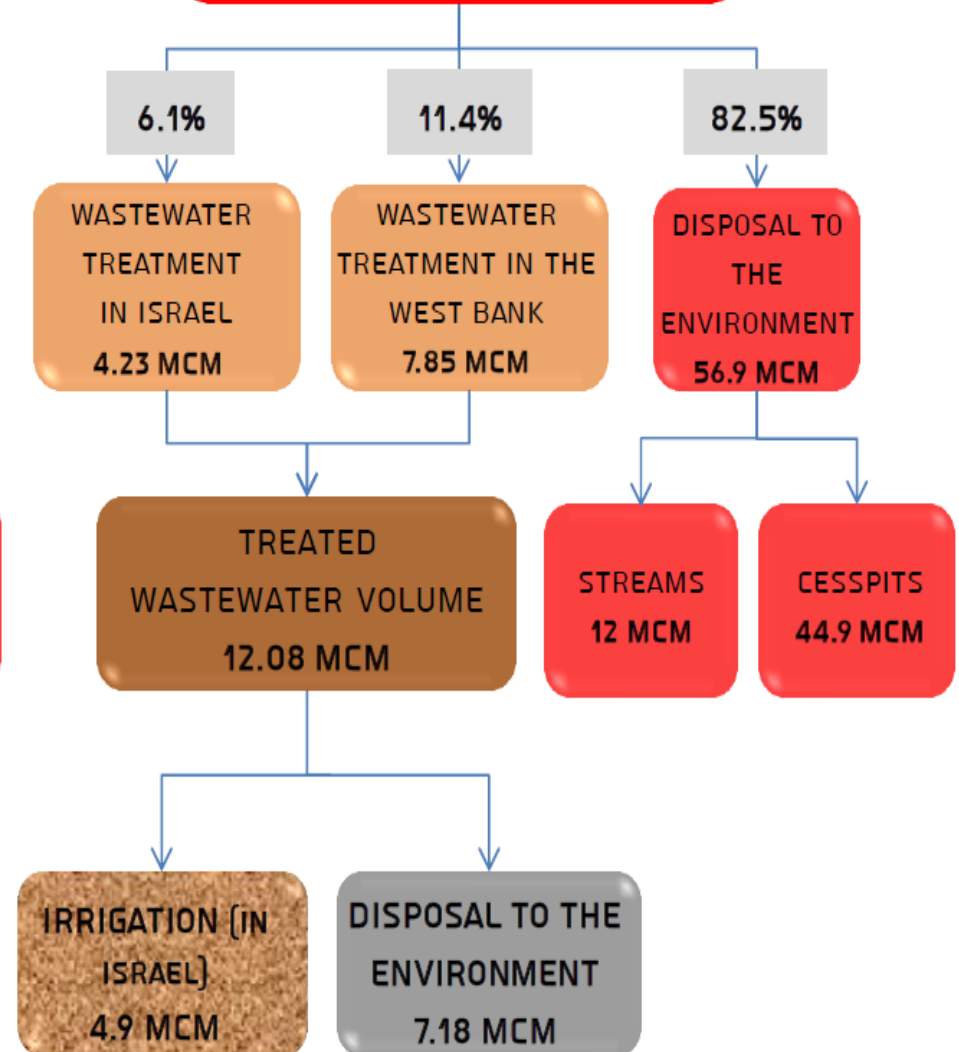 6.1%
11.4%
82.5%
WASTEWATER
TREATMENT
IN ISRAEL
4.23 MCM
WASTEWATER
TREATMENT IN THE
WEST BANK
7.85 MCM
DISPOSAL TO
THE
ENVIRONMENT
56.9 MCM
TREATED
WASTEWATER VOLUME
12.08 MCM
STREAMS
12 MCM
CESSPITS
44.9 MCM
IRRIGATION (IN
ISRAEL)
4.9 MCM
DISPOSAL TO THE
ENVIRONMENT
7.18 MCM